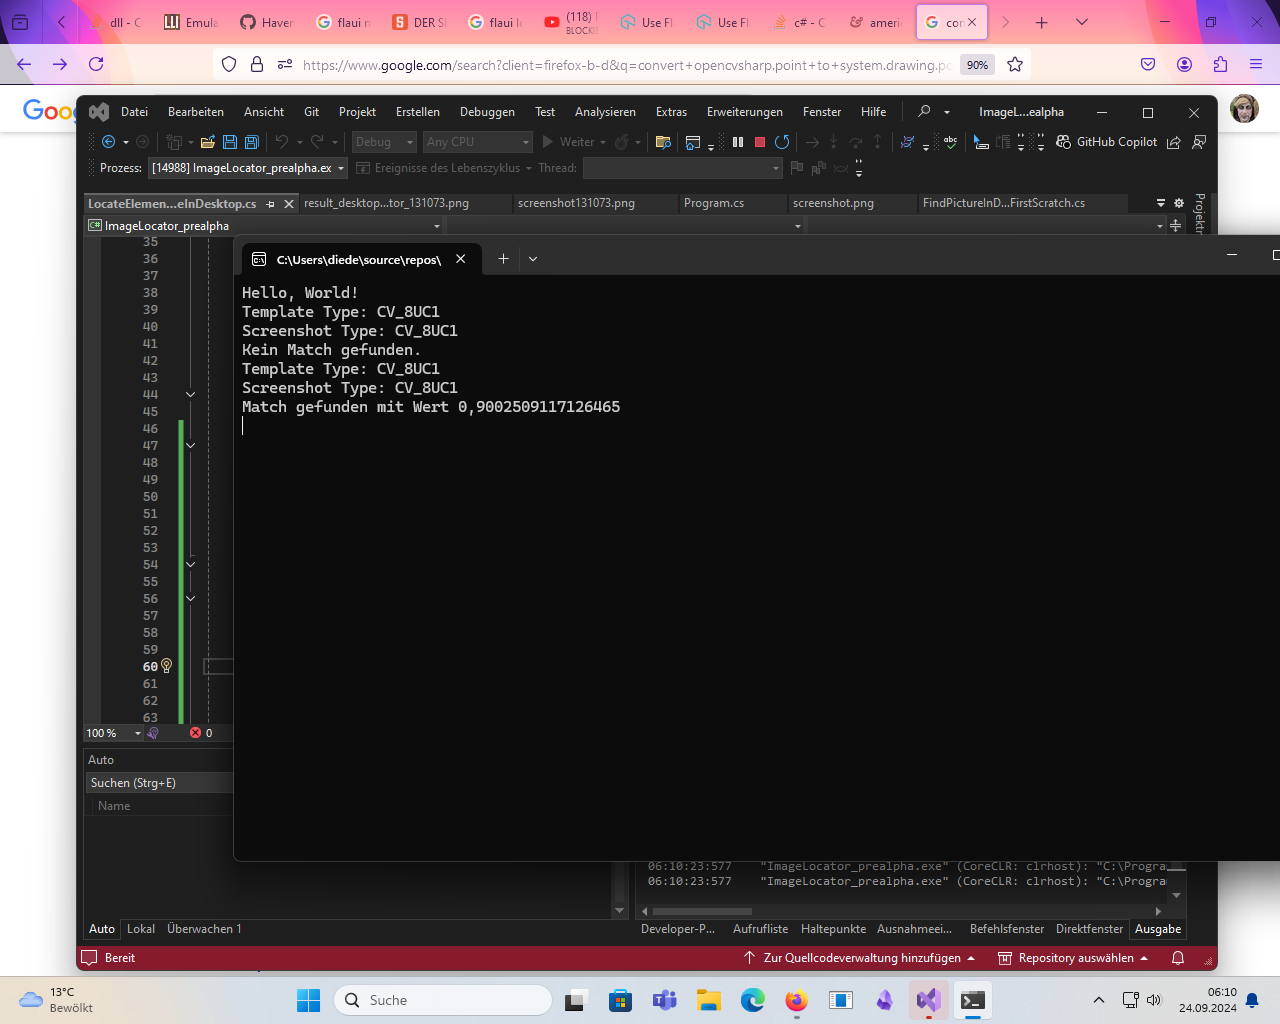 dll - C
Emula
Haven
flaui n
DER S
flaui l
(118) F
BLOCKIE
Use Fl
Use Fl
c# - C
ameri
con
https://www.google.com/search?client=firefox-b-d&q=convert+opencvsharp.point+to+system.drawing.po
90%
Goog
Datei Bearbeiten Ansicht Git Projekt Erstellen Debuggen Test Analysieren Extras Erweiterungen Fenster Hilfe
ImageL...ealpha
Debug
Any CPU
Weiter
GitHub Copilot
Prozess:
[14988] ImageLocator_prealpha.ex
Ereignisse des Lebenszyklus
Thread:
LocateElemen...eInDesktop.cs
result_desktop...tor_131073.png
screenshot131073.png
Program.cs
screenshot.png
FindPictureInD...FirstScratch.cs
Projektr
ImageLocator_prealpha
35
36
37
38
39
40
41
42
43
44
45
46
47
48
49
50
51
52
53
54
55
56
57
58
59
60
61
62
63
C:\Users\diede\source\repos\
Hello, World!
Template Type: CV_8UC1
Screenshot Type: CV_8UC1
Kein Match gefunden.
Template Type: CV_8UC1
Screenshot Type: CV_8UC1
Match gefunden mit Wert 0,9002509117126465
100 %
0
Auto
Suchen (Strg+E)
Name
06:10:23:577 "ImageLocator_prealpha.exe" (CoreCLR: clrhost): "C:\Progra
06:10:23:577 "ImageLocator_prealpha.exe" (CoreCLR: clrhost): "C:\Progra
Auto Lokal Überwachen 1
Developer-P... Aufrufliste Haltepunkte Ausnahmeei... Befehlsfenster Direktfenster Ausgabe
Bereit
Zur Quellcodeverwaltung hinzufügen
Repository auswählen
13°C
Bewölkt
Suche
06:10
24.09.2024